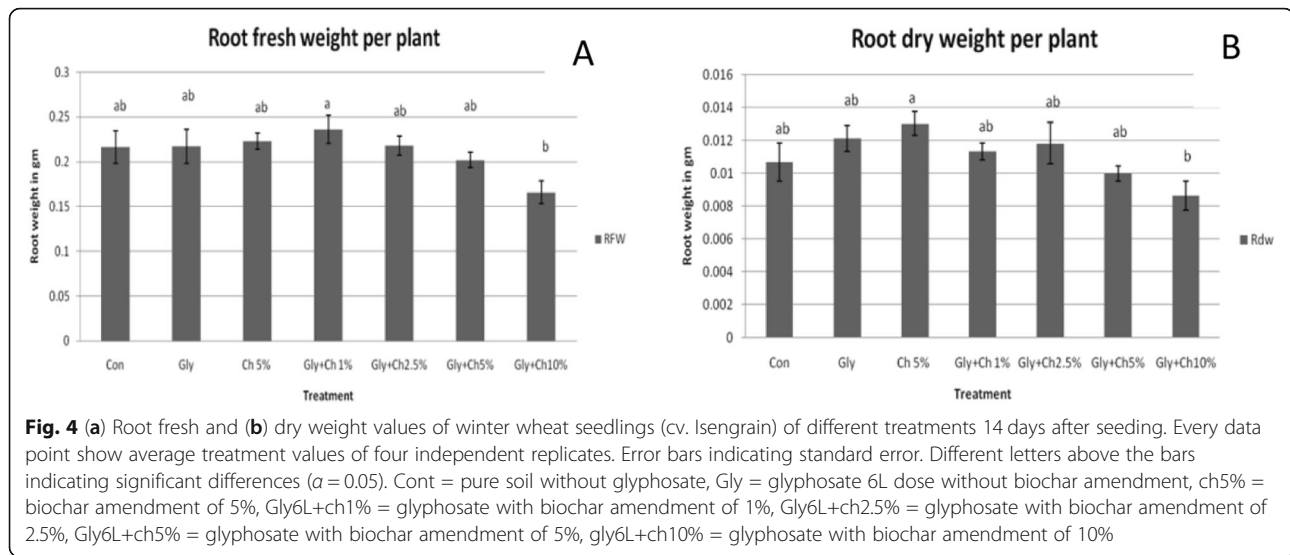 Root fresh weight per plant
A
0.3
0.25
0.2
0.15
0.1
0.05
0
Root weight in gm
ab
ab
ab
a
ab
ab
b
RFW
Con
Gly
Ch 5%
Gly+Ch 1%
Gly+Ch2.5%
Gly+Ch5%
Gly+Ch10%
Treatment
Root dry weight per plant
B
0.016
0.014
0.012
0.01
0.008
0.006
0.004
0.002
0
Root weight in gm
ab
ab
a
ab
ab
ab
b
Rdw
Con
Gly
Ch 5%
Gly+Ch 1%
Gly+Ch2.5%
Gly+Ch5%
Gly+Ch10%
Treatment
Fig. 4 (a) Root fresh and (b) dry weight values of winter wheat seedlings (cv. Isengrain) of different treatments 14 days after seeding. Every data
point show average treatment values of four independent replicates. Error bars indicating standard error. Different letters above the bars
indicating significant differences (α = 0.05). Cont = pure soil without glyphosate, Gly = glyphosate 6L dose without biochar amendment, ch5% =
biochar amendment of 5%, Gly6L+ch1% = glyphosate with biochar amendment of 1%, Gly6L+ch2.5% = glyphosate with biochar amendment of
2.5%, Gly6L+ch5% = glyphosate with biochar amendment of 5%, gly6L+ch10% = glyphosate with biochar amendment of 10%